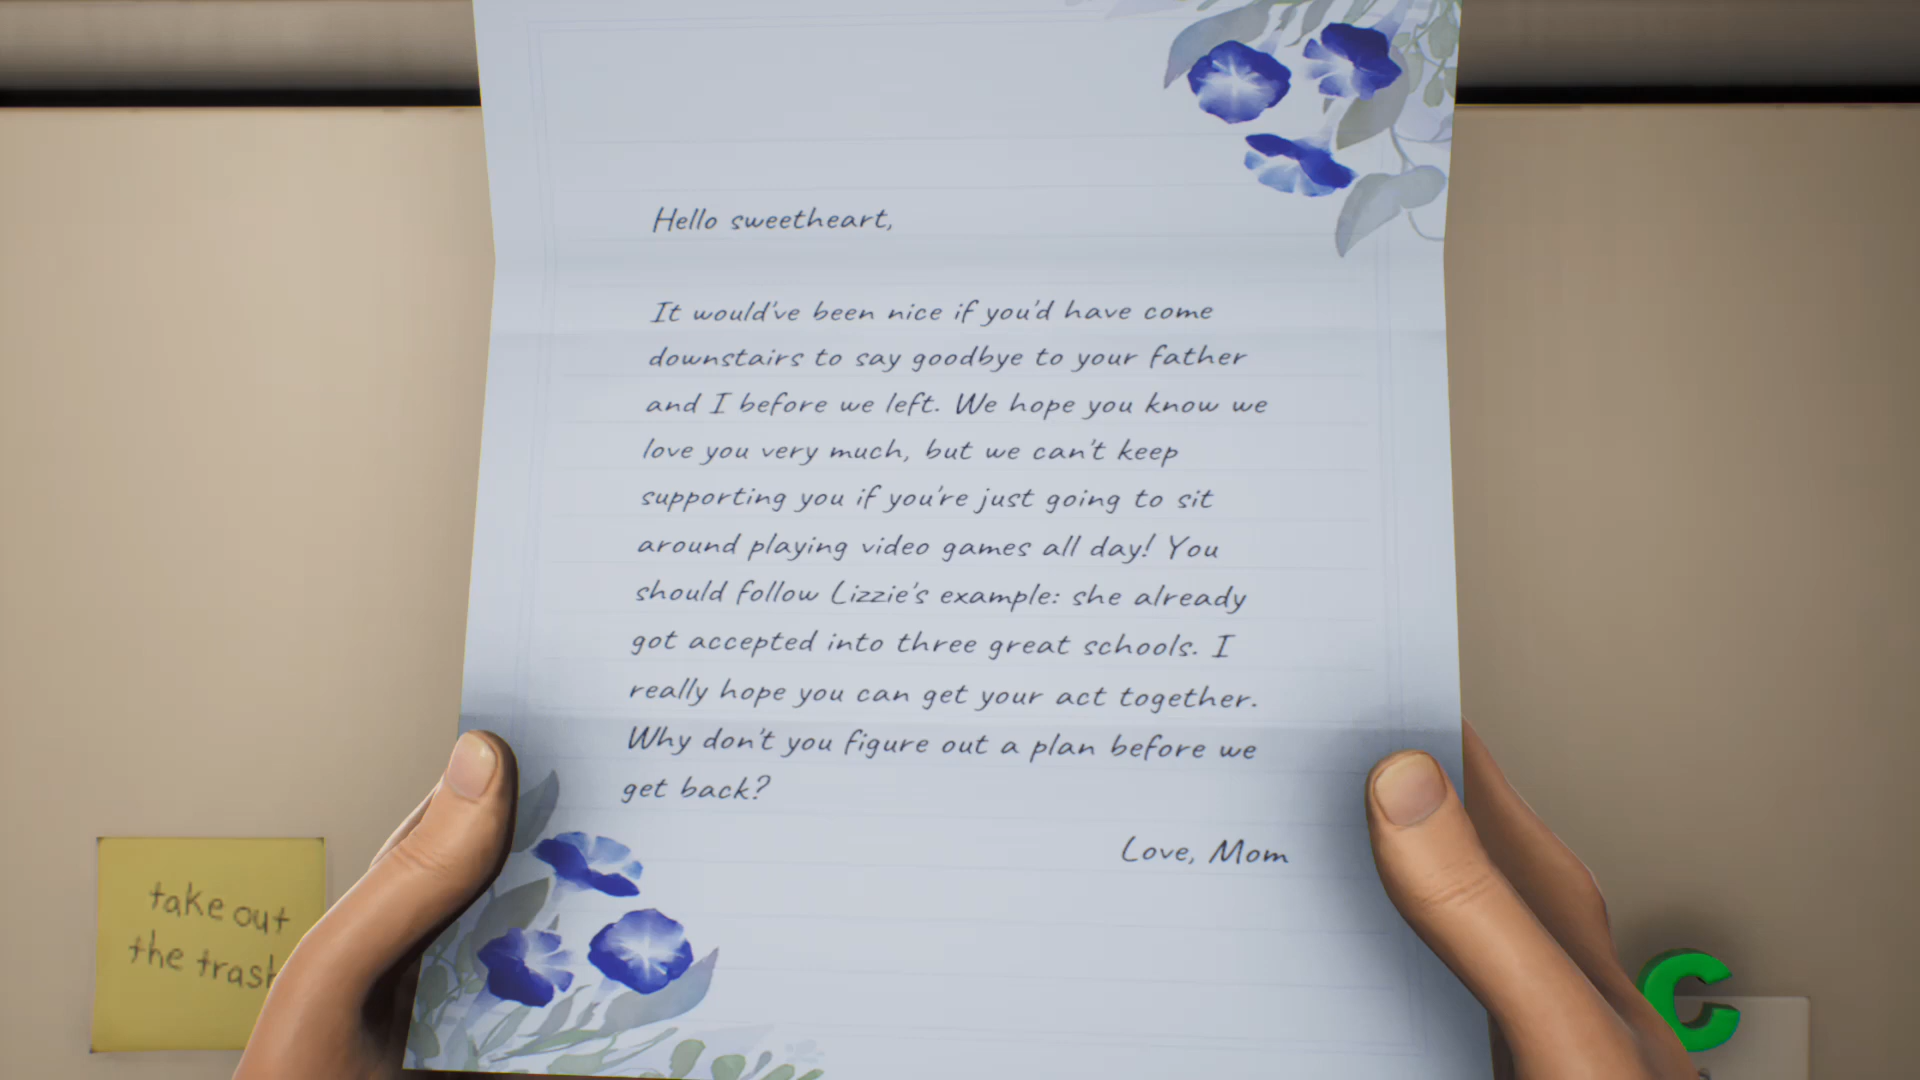 Hello sweetheart,
It would've been nice if you'd have come
downstairs to say goodbye to your father
and I before we left. We hope you know we
love you very much, but we can't keep
supporting you if you're just going to sit
around playing video games all day! You
should follow Lizzie's example: she already
got accepted into three great schools. I
really hope you can get your act together.
Why don't you figure out a plan before we
get back?
Love, Mom
take out
the trash
C